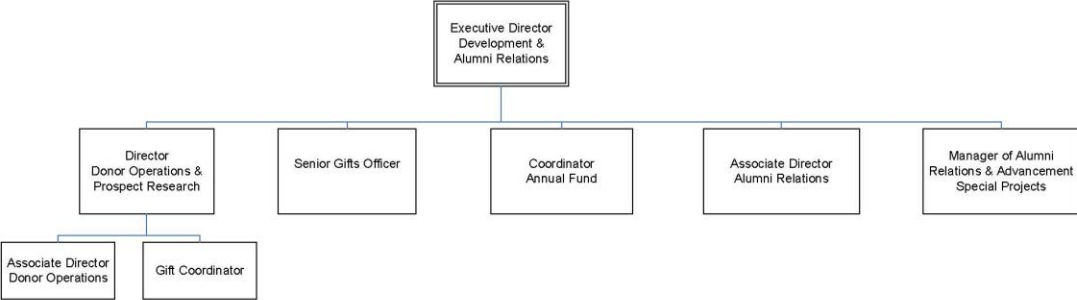 Executive Director
Development &
Alumni Relations
Director
Donor Operations &
Prospect Research
Senior Gifts Officer
Coordinator
Annual Fund
Associate Director
Alumni Relations
Manager of Alumni
Relations & Advancement
Special Projects
Associate Director
Donor Operations
Gift Coordinator